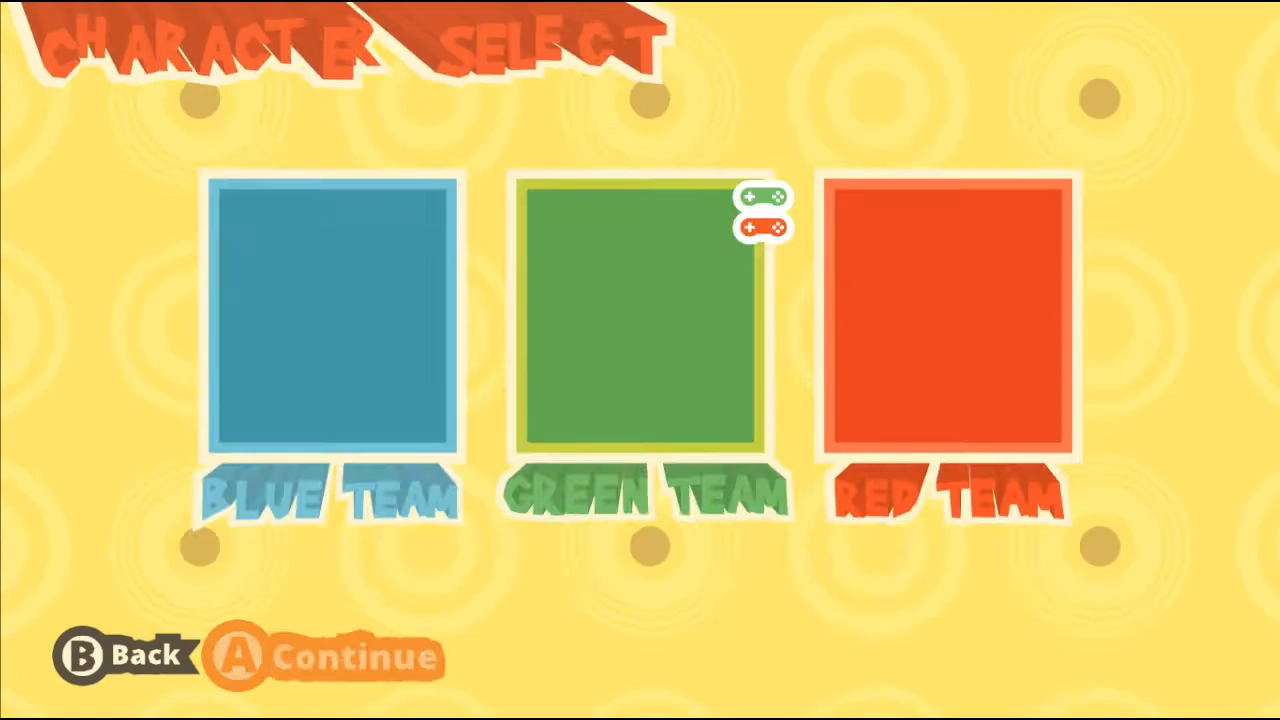 CHARACTER SELECT
BLUE TEAM
GREEN TEAM
RED TEAM
B Back A Continue